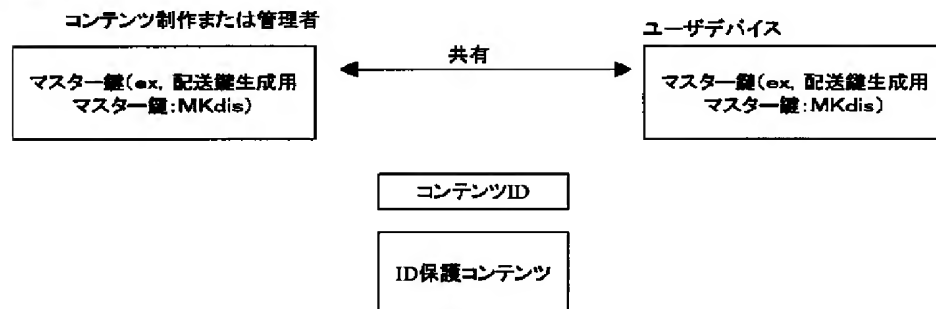 コンテンツ制作または管理者
ユーザデバイス
共有
マスター鍵(ex, 配送鍵生成用
マスター鍵:MKdis)
マスター鍵(ex, 配送鍵生成用
マスター鍵:MKdis)
コンテンツID
ID保護コンテンツ